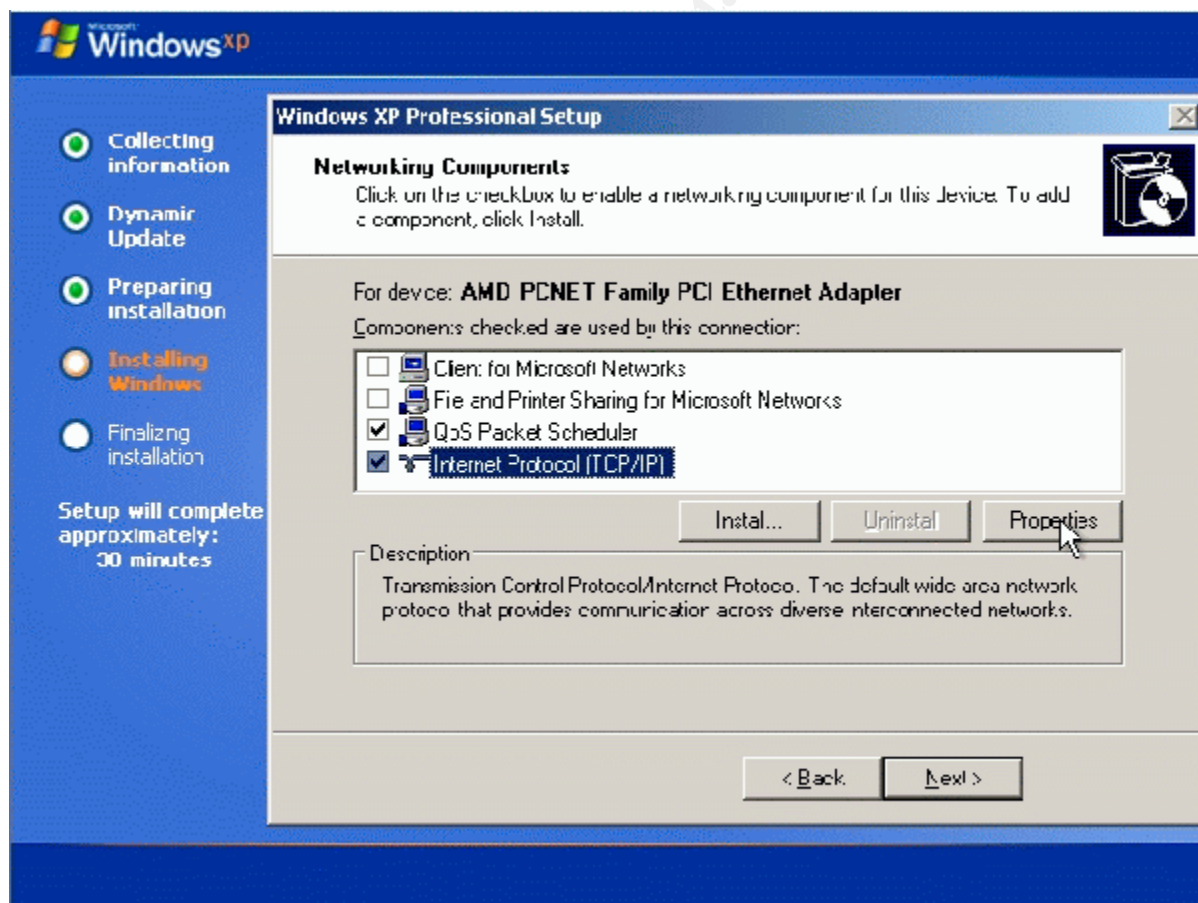 Microsoft
Windows xp
Collecting
information
Dynamic
Update
Preparing
installation
Installing
Windows
Finalizing
installation
Setup will complete
approximately:
30 minutes
Windows XP Professional Setup
Networking Components
Click on the checkbox to enable a networking component for this device. To add
a component, click Install.
For device: AMD PCNET Family PCI Ethernet Adapter
Components checked are used by this connection:
Client for Microsoft Networks
File and Printer Sharing for Microsoft Networks
QoS Packet Scheduler
Internet Protocol (TCP/IP)
Install... Uninstall Properties
Description
Transmission Control Protocol/Internet Protocol. The default wide area network
protocol that provides communication across diverse interconnected networks.
< Back Next >